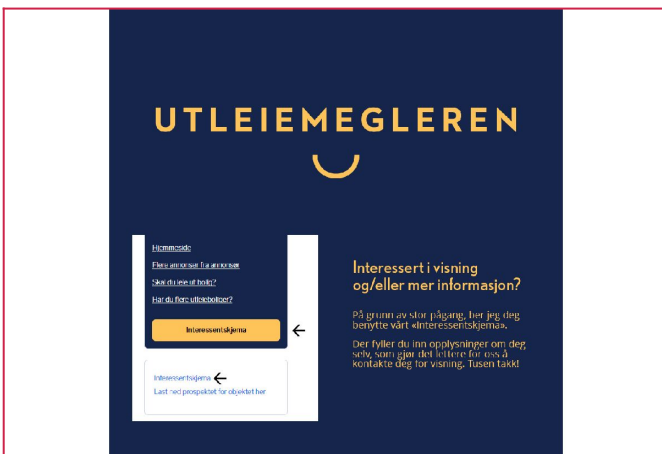 UTLEIEMEGLEREN
Hjemmeside
Flere annonser fra annonsør
Skal du leie ut bolig?
Har du flere utleieboliger?
Interessentskjema
Interessentskjema
Last ned prospektet for objektet her
Interessert i visning
og/eller mer informasjon?
På grunn av stor pågang, ber jeg deg
benytte vårt «Interessentskjema».
Der fyller du inn opplysninger om deg
selv, som gjør det lettere for oss å
kontakte deg for visning. Tusen takk!